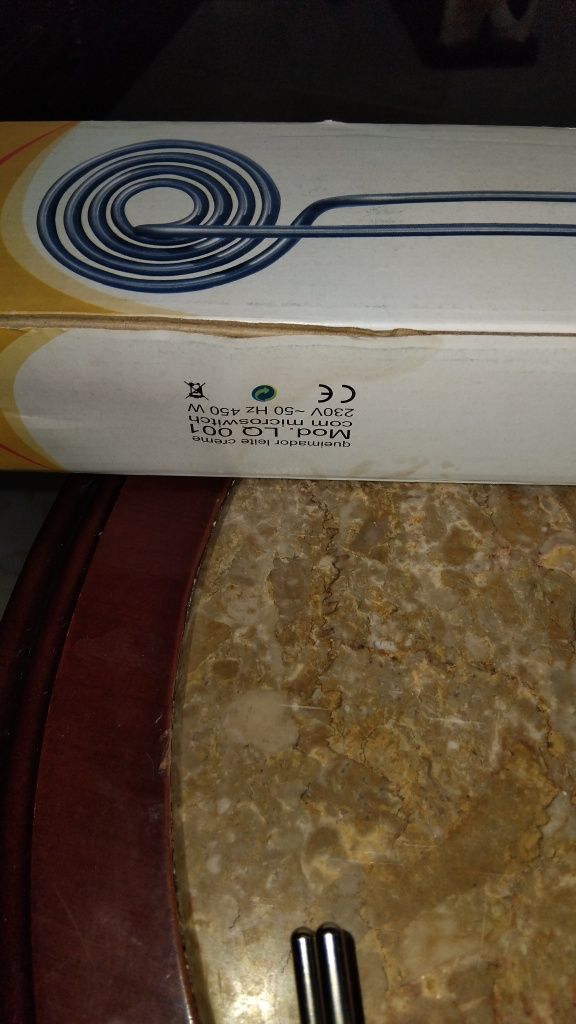 queimador leite creme
Mod. LQ 001
com microswitch
230V ~50 Hz 450 W
CE